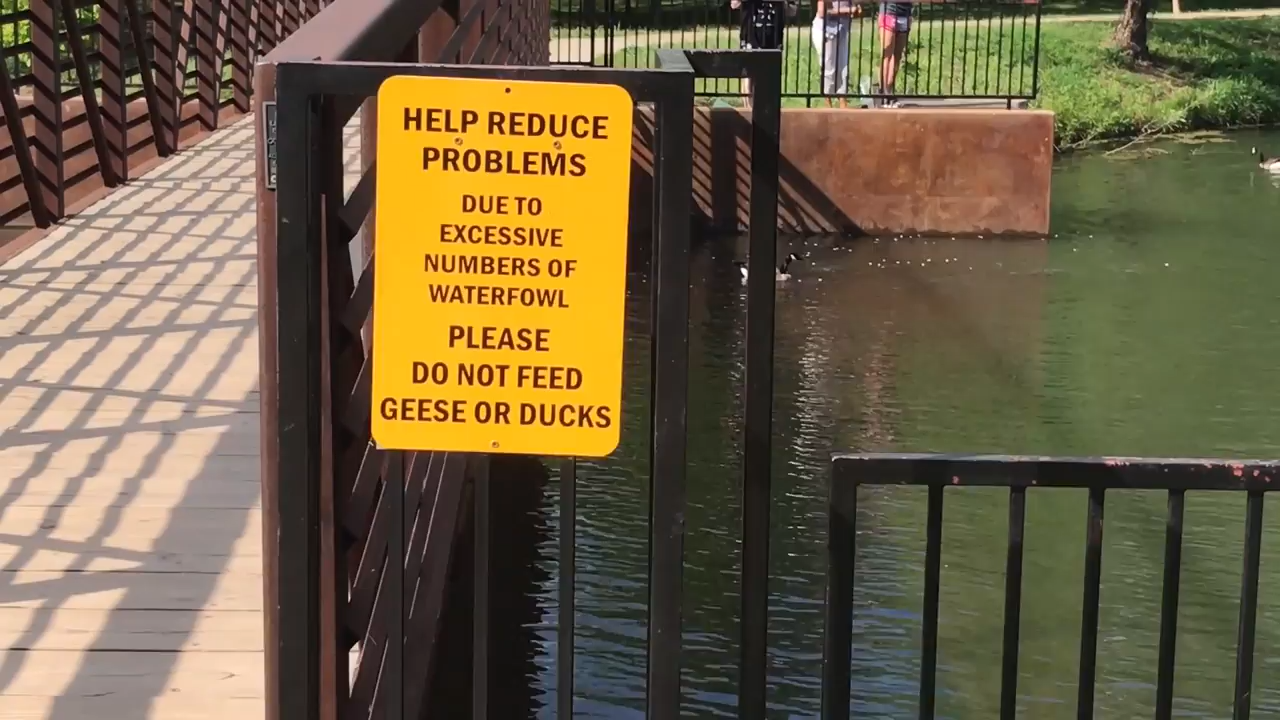 HELP REDUCE
PROBLEMS
DUE TO
EXCESSIVE
NUMBERS OF
WATERFOWL
PLEASE
DO NOT FEED
GEESE OR DUCKS